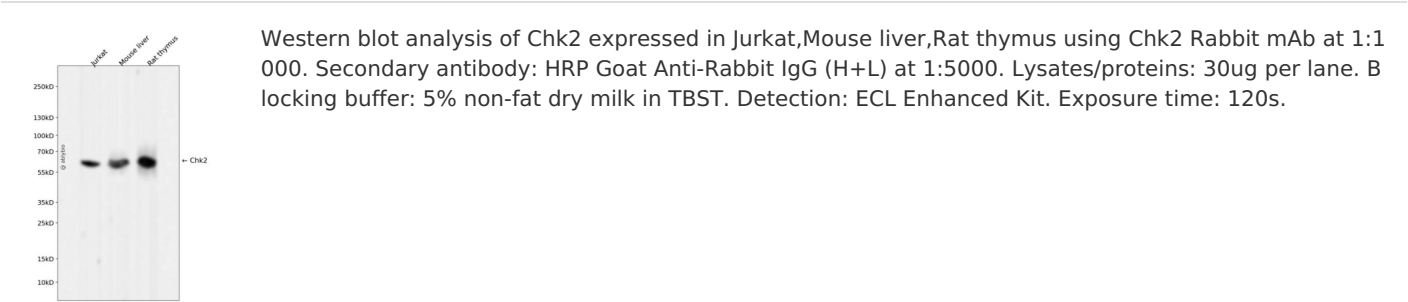 Jurkat
Mouse liver
Rat thymus
250kD
130kD
100kD
70kD
55kD
35kD
25kD
15kD
10kD
← Chk2
Western blot analysis of Chk2 expressed in Jurkat,Mouse liver,Rat thymus using Chk2 Rabbit mAb at 1:1
000. Secondary antibody: HRP Goat Anti-Rabbit IgG (H+L) at 1:5000. Lysates/proteins: 30ug per lane. B
locking buffer: 5% non-fat dry milk in TBST. Detection: ECL Enhanced Kit. Exposure time: 120s.